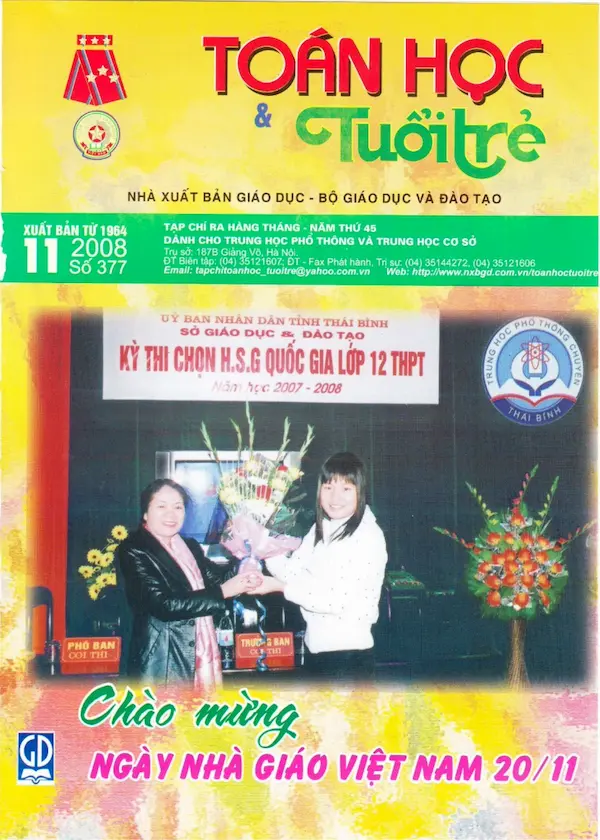 TOÁN HỌC
& Tuổi trẻ
NHÀ XUẤT BẢN GIÁO DỤC - BỘ GIÁO DỤC VÀ ĐÀO TẠO
XUẤT BẢN TỪ 1964
11 2008
Số 377
TẠP CHÍ RA HÀNG THÁNG - NĂM THỨ 45
DÀNH CHO TRUNG HỌC PHỔ THÔNG VÀ TRUNG HỌC CƠ SỞ
Trụ sở: 187B Giảng Võ, Hà Nội.
ĐT Biên tập: (04) 35121607; ĐT - Fax Phát hành, Trị sự: (04) 35144272, (04) 35121606
Email: tapchitoanhoc_tuoitre@yahoo.com.vn Web: http://www.nxbgd.com.vn/toanhoctuoitre
ỦY BAN NHÂN DÂN TỈNH THÁI BÌNH
SỞ GIÁO DỤC & ĐÀO TẠO
KỲ THI CHỌN H.S.G QUỐC GIA LỚP 12 THPT
Năm học 2007 - 2008
TRUNG HỌC PHỔ THÔNG CHUYÊN
THÁI BÌNH
PHÓ BAN
COI THI
TRƯỞNG BAN
COI THI
Chào mừng
NGÀY NHÀ GIÁO VIỆT NAM 20/11
GD